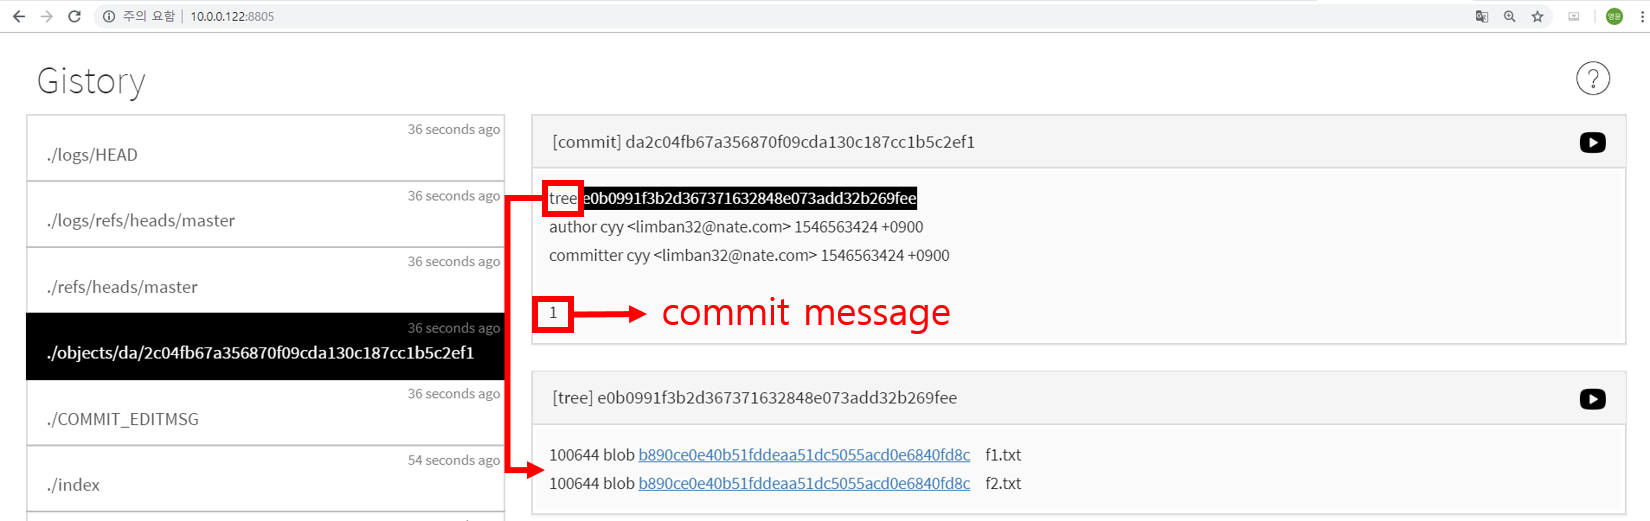 주의 요함 | 10.0.0.122:8805
영윤
Gistory
?
36 seconds ago
./logs/HEAD
36 seconds ago
./logs/refs/heads/master
36 seconds ago
./refs/heads/master
36 seconds ago
./objects/da/2c04fb67a356870f09cda130c187cc1b5c2ef1
36 seconds ago
./COMMIT_EDITMSG
54 seconds ago
./index
[commit] da2c04fb67a356870f09cda130c187cc1b5c2ef1
tree e0b0991f3b2d367371632848e073add32b269fee
author cyy <limban32@nate.com> 1546563424 +0900
committer cyy <limban32@nate.com> 1546563424 +0900
1 commit message
[tree] e0b0991f3b2d367371632848e073add32b269fee
100644 blob b890ce0e40b51fddeaa51dc5055acd0e6840fd8c f1.txt
100644 blob b890ce0e40b51fddeaa51dc5055acd0e6840fd8c f2.txt